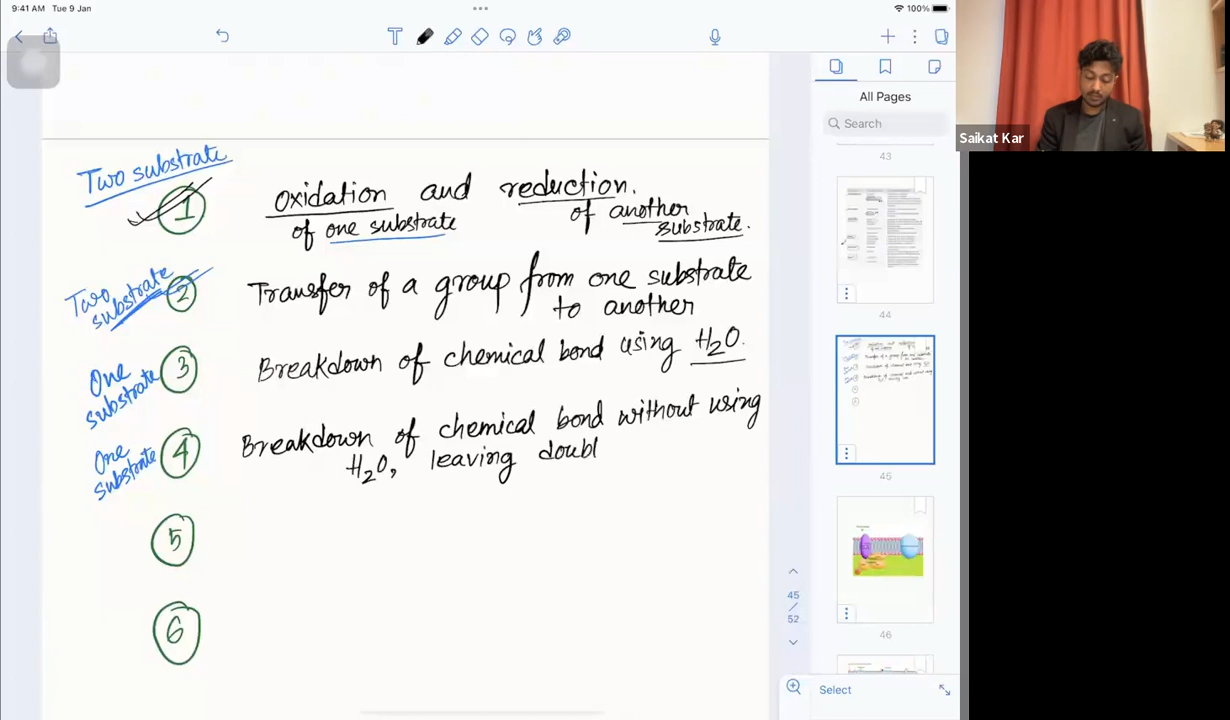 9:41 AM Tue 9 Jan
100%
All Pages
Search
Saikat Kar
43
Two substrate
1 Oxidation and reduction.
of one substrate of another
substrate.
44
Two
substrate
2 Transfer of a group from one substrate
to another
One
substrate
3 Breakdown of chemical bond using H2O.
One
substrate
4 Breakdown of chemical bond without using
H2O, leaving doubl
45
5
6
45
/
52
46
Select